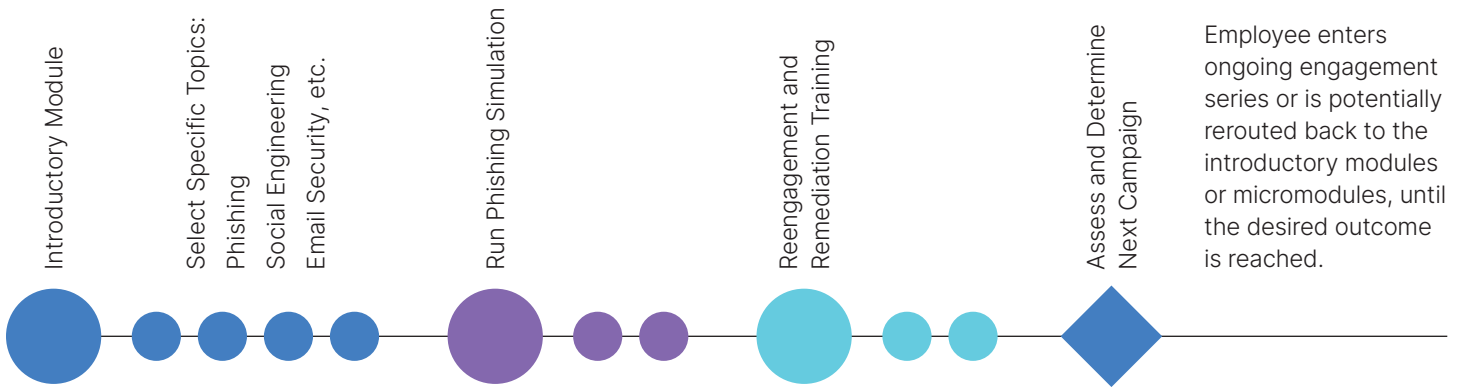 Introductory Module
Select Specific Topics:
Phishing
Social Engineering
Email Security, etc.
Run Phishing Simulation
Reengagement and
Remediation Training
Assess and Determine
Next Campaign
Employee enters
ongoing engagement
series or is potentially
rerouted back to the
introductory modules
or micromodules, until
the desired outcome
is reached.